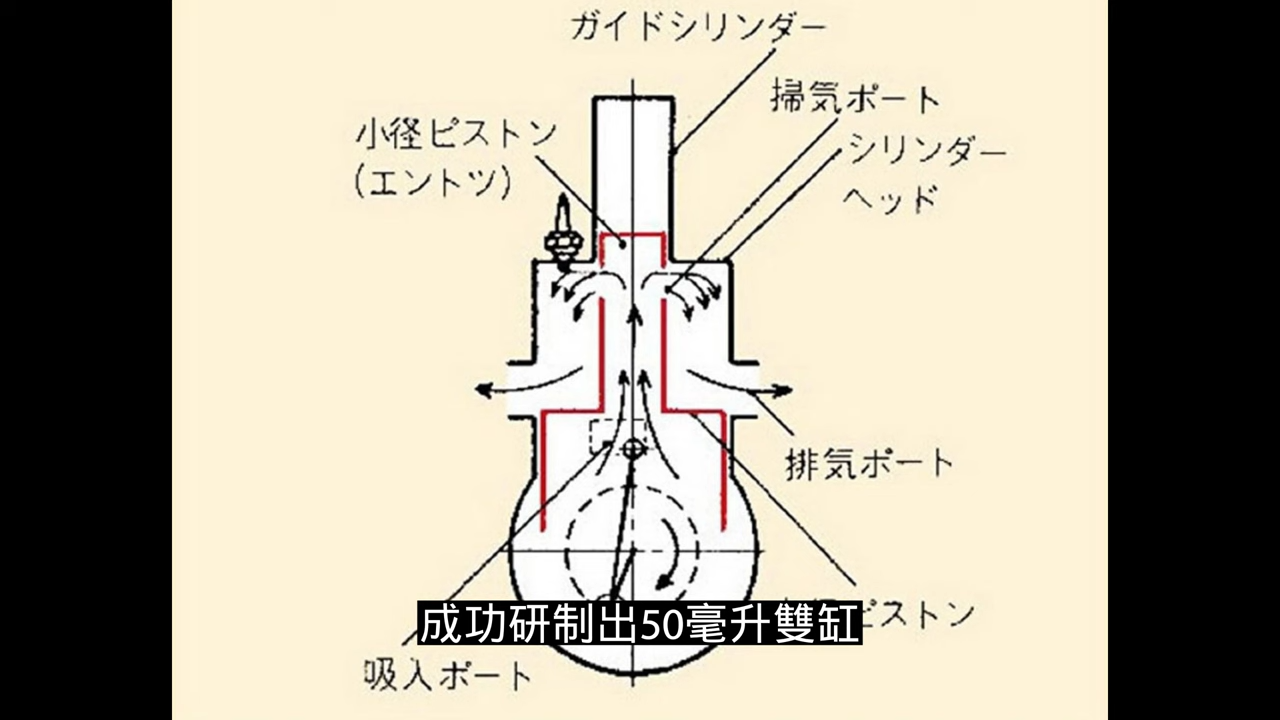 ガイドシリンダー
掃気ポート
小径ピストン
(エントツ)
シリンダー
ヘッド
排気ポート
ピストン
成功研制出50毫升雙缸
吸入ポート